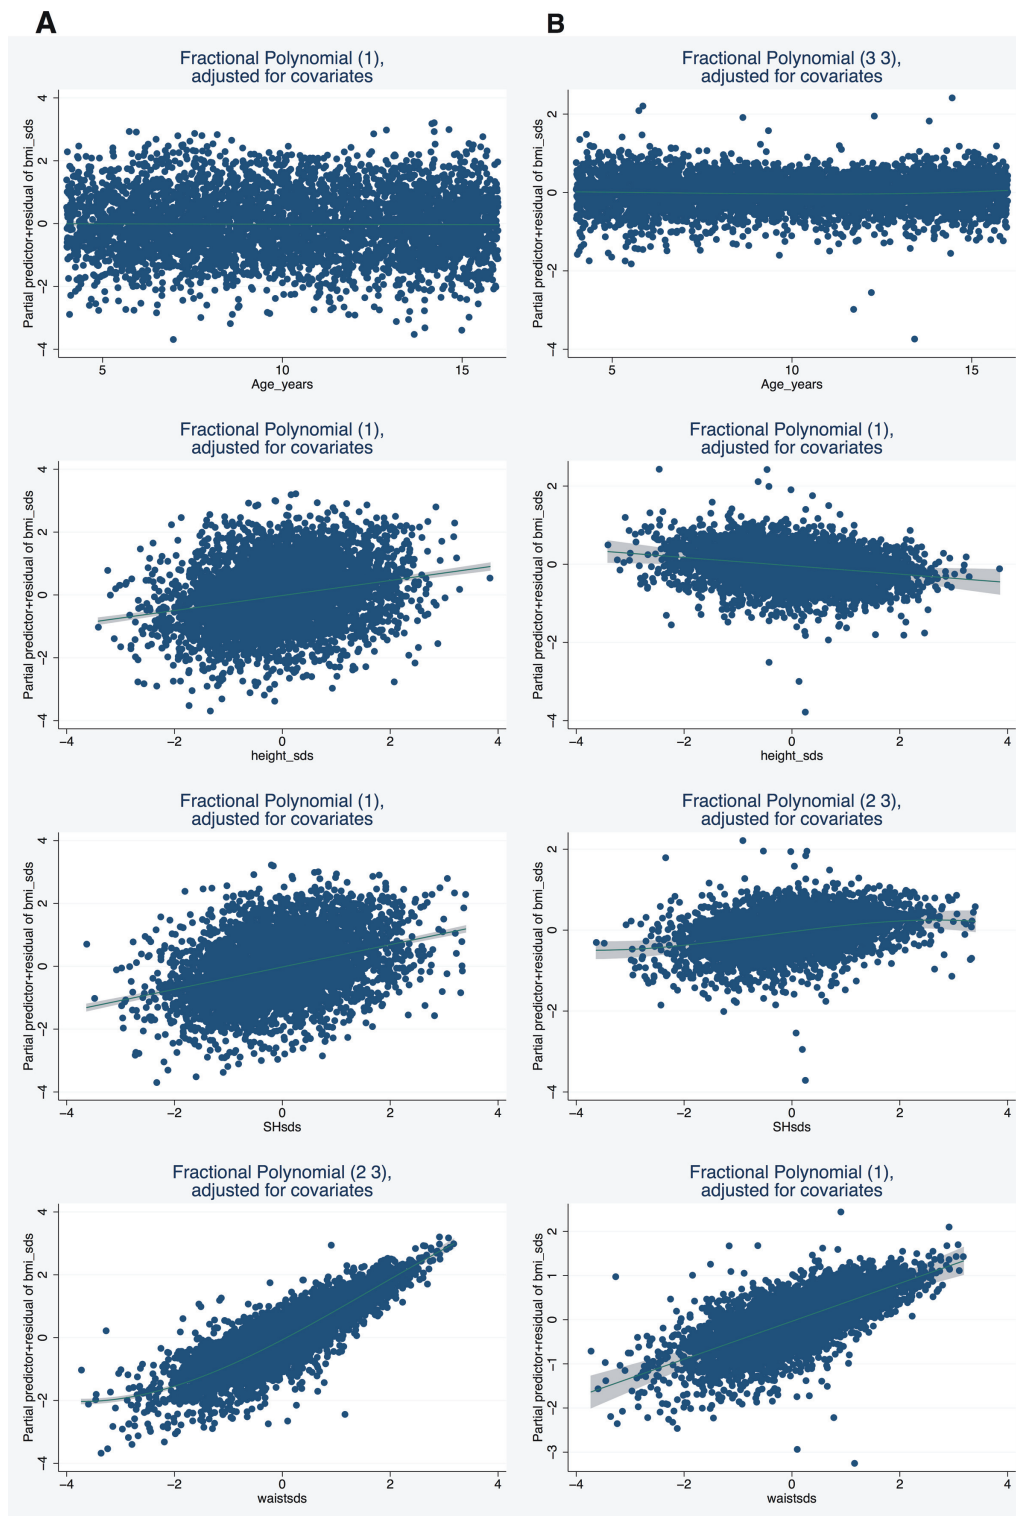 A
B
Fractional Polynomial (1),
adjusted for covariates
Partial predictor+residual of bmi_sds
4
2
0
−2
−4
5
10
15
Age_years
Fractional Polynomial (3 3),
adjusted for covariates
Partial predictor+residual of bmi_sds
2
0
−2
−4
5
10
15
Age_years
Fractional Polynomial (1),
adjusted for covariates
Partial predictor+residual of bmi_sds
4
2
0
−2
−4
−4
−2
0
2
4
height_sds
Fractional Polynomial (1),
adjusted for covariates
Partial predictor+residual of bmi_sds
2
0
−2
−4
−4
−2
0
2
4
height_sds
Fractional Polynomial (1),
adjusted for covariates
Partial predictor+residual of bmi_sds
4
2
0
−2
−4
−4
−2
0
2
4
SHsds
Fractional Polynomial (2 3),
adjusted for covariates
Partial predictor+residual of bmi_sds
2
0
−2
−4
−4
−2
0
2
4
SHsds
Fractional Polynomial (2 3),
adjusted for covariates
Partial predictor+residual of bmi_sds
4
2
0
−2
−4
−4
−2
0
2
4
waistsds
Fractional Polynomial (1),
adjusted for covariates
Partial predictor+residual of bmi_sds
2
1
0
−1
−2
−3
−4
−2
0
2
4
waistsds